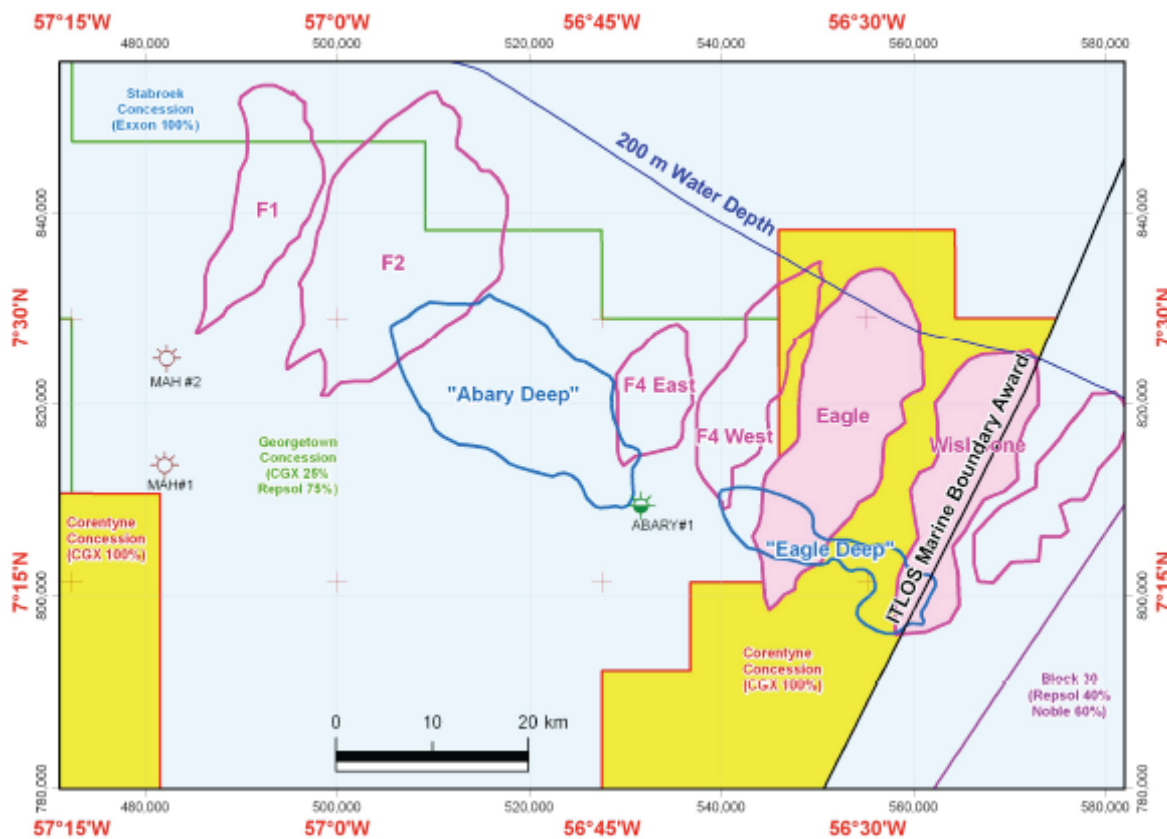 57°15'W 57°0'W 56°45'W 56°30'W
480,000 500,000 520,000 540,000 560,000 580,000
Stabroek
Concession
(Exxon 100%)
200 m Water Depth
840,000 840,000
F1
F2
7°30'N 7°30'N
MAH #2
"Abary Deep"
F4 East
F4 West
Eagle
Wishbone
820,000 820,000
ITLOS Marine Boundary Award
Georgetown
Concession
(CGX 25%
Repsol 75%)
MAH#1
ABARY#1
Corentyne
Concession
(CGX 100%)
"Eagle Deep"
7°15'N 7°15'N
800,000 800,000
Corentyne
Concession
(CGX 100%)
Block 30
(Repsol 40%
Noble 60%)
0 10 20 km
780,000 780,000
480,000 500,000 520,000 540,000 560,000 580,000
57°15'W 57°0'W 56°45'W 56°30'W